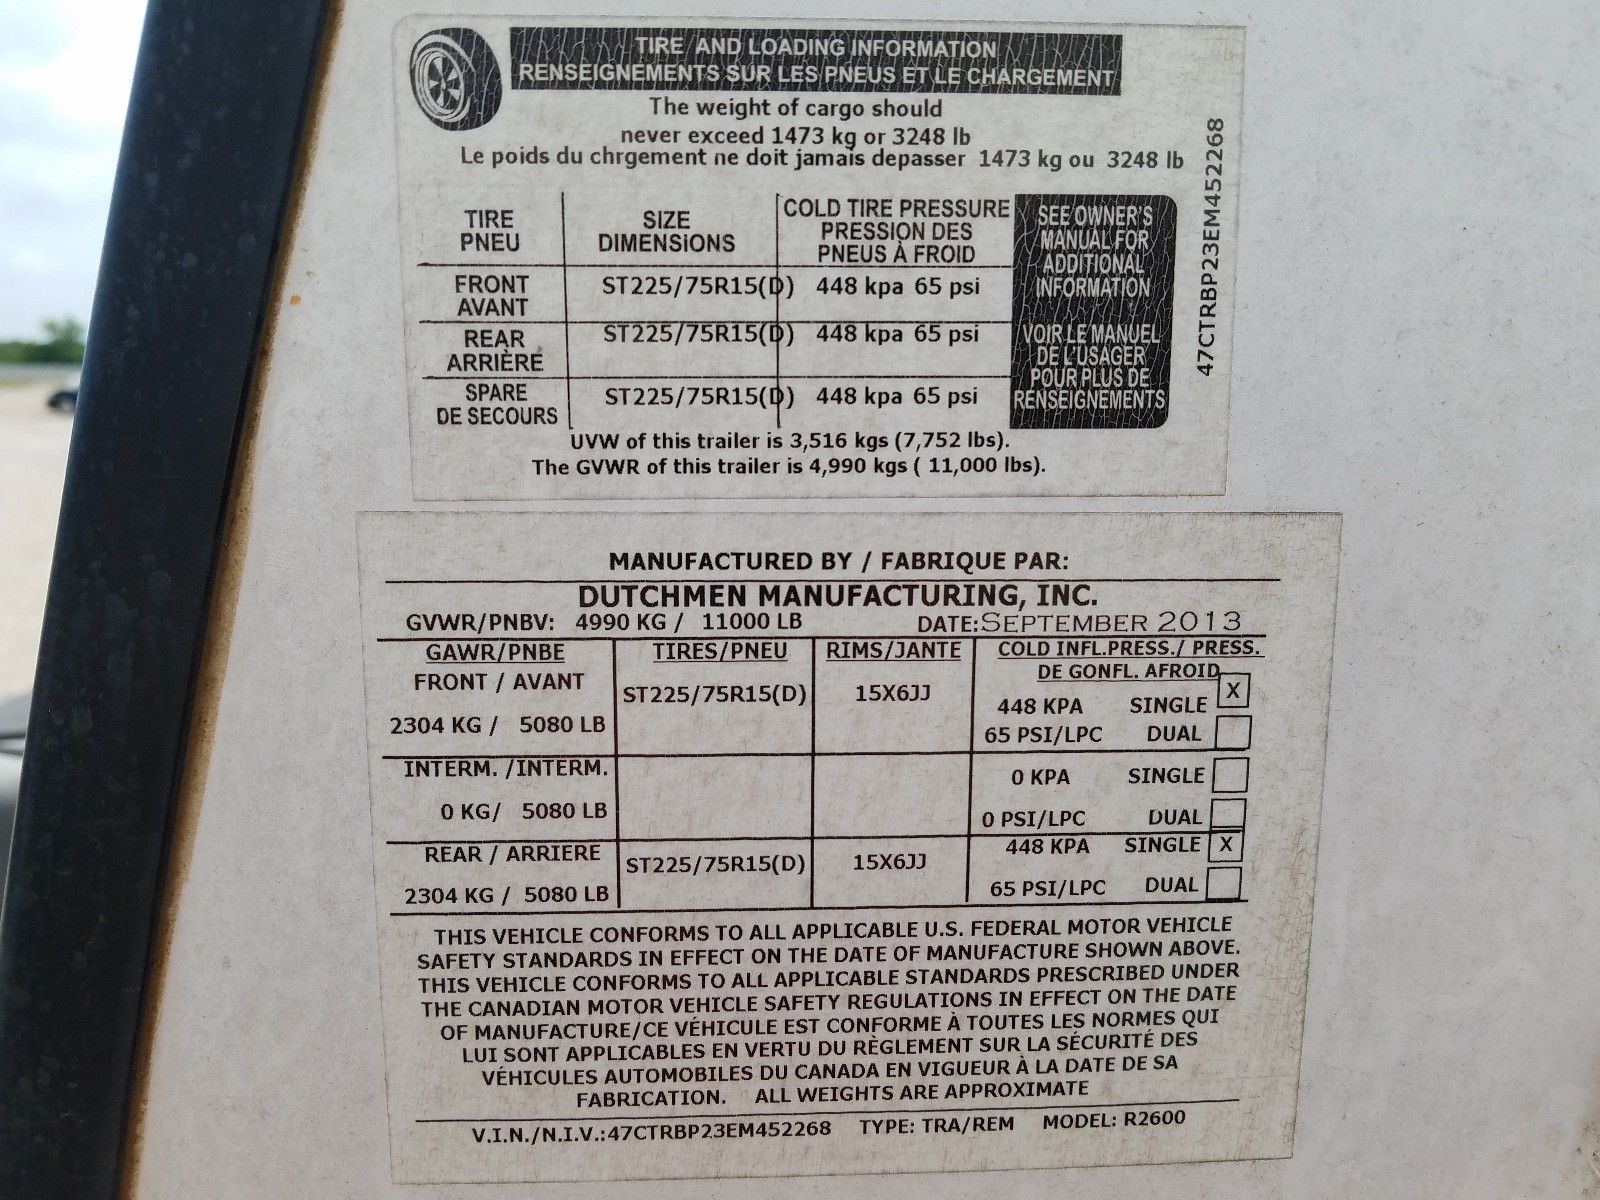 TIRE AND LOADING INFORMATION
RENSEIGNEMENTS SUR LES PNEUS ET LE CHARGEMENT
The weight of cargo should
never exceed 1473 kg or 3248 lb
Le poids du chrgement ne doit jamais depasser 1473 kg ou 3248 lb
TIRE
PNEU
SIZE
DIMENSIONS
COLD TIRE PRESSURE
PRESSION DES
PNEUS À FROID
FRONT
AVANT
ST225/75R15(D) 448 kpa 65 psi
REAR
ARRIÈRE
ST225/75R15(D) 448 kpa 65 psi
SPARE
DE SECOURS
ST225/75R15(D) 448 kpa 65 psi
SEE OWNER'S
MANUAL FOR
ADDITIONAL
INFORMATION
VOIR LE MANUEL
DE L'USAGER
POUR PLUS DE
RENSEIGNEMENTS
47CTRBP23EM452268
UVW of this trailer is 3,516 kgs (7,752 lbs).
The GVWR of this trailer is 4,990 kgs ( 11,000 lbs).
MANUFACTURED BY / FABRIQUE PAR:
DUTCHMEN MANUFACTURING, INC.
GVWR/PNBV: 4990 KG / 11000 LB DATE:SEPTEMBER 2013
GAWR/PNBE TIRES/PNEU RIMS/JANTE COLD INFL.PRESS./ PRESS.
DE GONFL. AFROID
FRONT / AVANT
2304 KG / 5080 LB
ST225/75R15(D) 15X6JJ
448 KPA SINGLE X
65 PSI/LPC DUAL
INTERM. /INTERM.
0 KG/ 5080 LB
0 KPA SINGLE
0 PSI/LPC DUAL
REAR / ARRIERE
2304 KG / 5080 LB
ST225/75R15(D) 15X6JJ
448 KPA SINGLE X
65 PSI/LPC DUAL
THIS VEHICLE CONFORMS TO ALL APPLICABLE U.S. FEDERAL MOTOR VEHICLE
SAFETY STANDARDS IN EFFECT ON THE DATE OF MANUFACTURE SHOWN ABOVE.
THIS VEHICLE CONFORMS TO ALL APPLICABLE STANDARDS PRESCRIBED UNDER
THE CANADIAN MOTOR VEHICLE SAFETY REGULATIONS IN EFFECT ON THE DATE
OF MANUFACTURE/CE VÉHICULE EST CONFORME À TOUTES LES NORMES QUI
LUI SONT APPLICABLES EN VERTU DU RÈGLEMENT SUR LA SÉCURITÉ DES
VÉHICULES AUTOMOBILES DU CANADA EN VIGUEUR À LA DATE DE SA
FABRICATION. ALL WEIGHTS ARE APPROXIMATE
V.I.N./N.I.V.:47CTRBP23EM452268 TYPE: TRA/REM MODEL: R2600